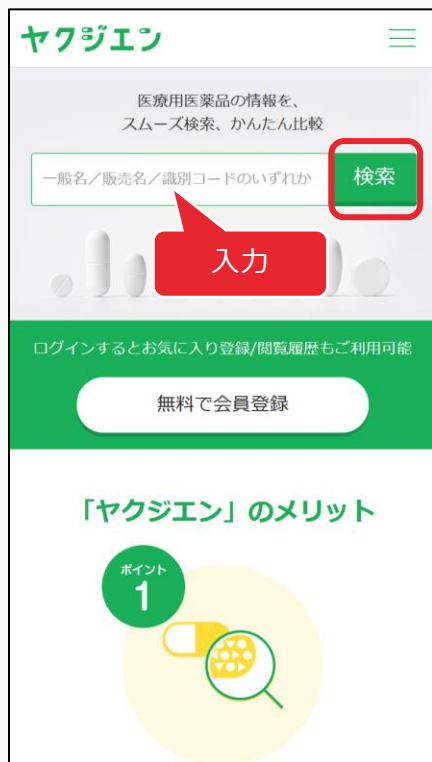 ヤクジエン
医療用医薬品の情報を、
スムーズ検索、かんたん比較
一般名／販売名／識別コードのいずれか
検索
入力
ログインするとお気に入り登録/閲覧履歴もご利用可能
無料で会員登録
「ヤクジエン」のメリット
ポイント
1